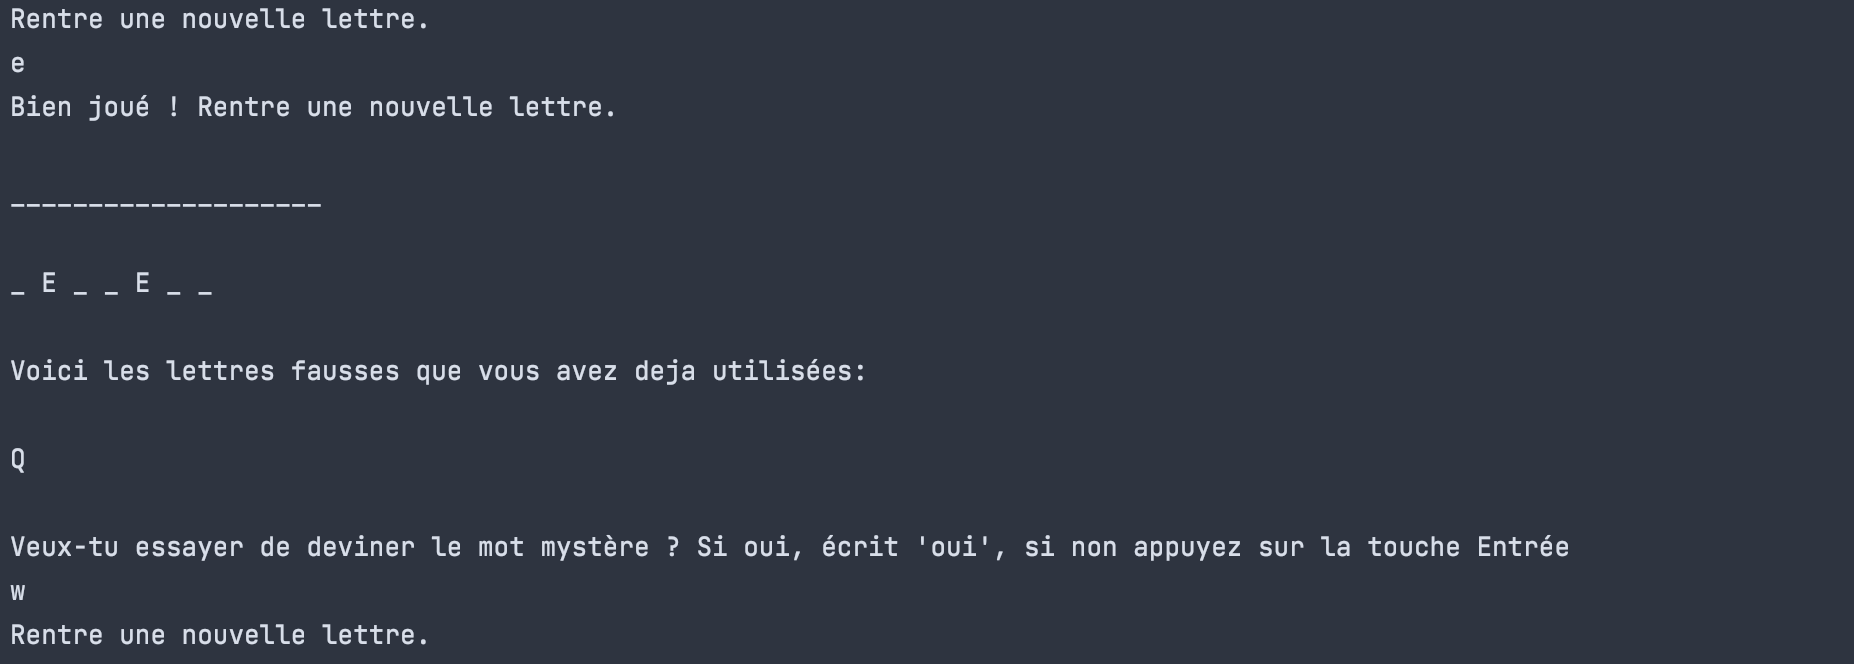 Rentre une nouvelle lettre.
e
Bien joué ! Rentre une nouvelle lettre.
--------------------
_ E _ _ E _ _
Voici les lettres fausses que vous avez deja utilisées:
Q
Veux-tu essayer de deviner le mot mystère ? Si oui, écrit 'oui', si non appuyez sur la touche Entrée
w
Rentre une nouvelle lettre.